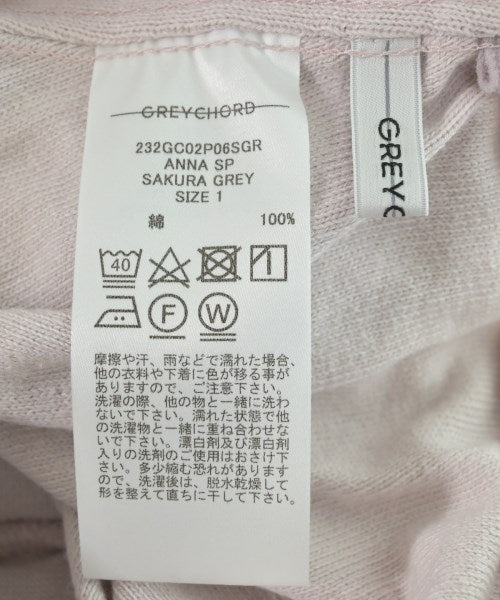 GREYCHORD
232GC02P06SGR
ANNA SP
SAKURA GREY
SIZE 1
綿 100%
40
F W
摩擦や汗、雨などで濡れた場合、
他の衣料や下着に色が移る事が
ありますので、ご注意下さい。
洗濯の際、他の物と一緒に洗わ
ないで下さい。濡れた状態で他
の洗濯物と一緒に重ね合わせな
いで下さい。漂白剤及び漂白剤
入りの洗剤のご使用はおさけ下
さい。多少縮む恐れがあります
ので、洗濯後は、脱水乾燥して
形を整えて直ちに干して下さい。
GREYC